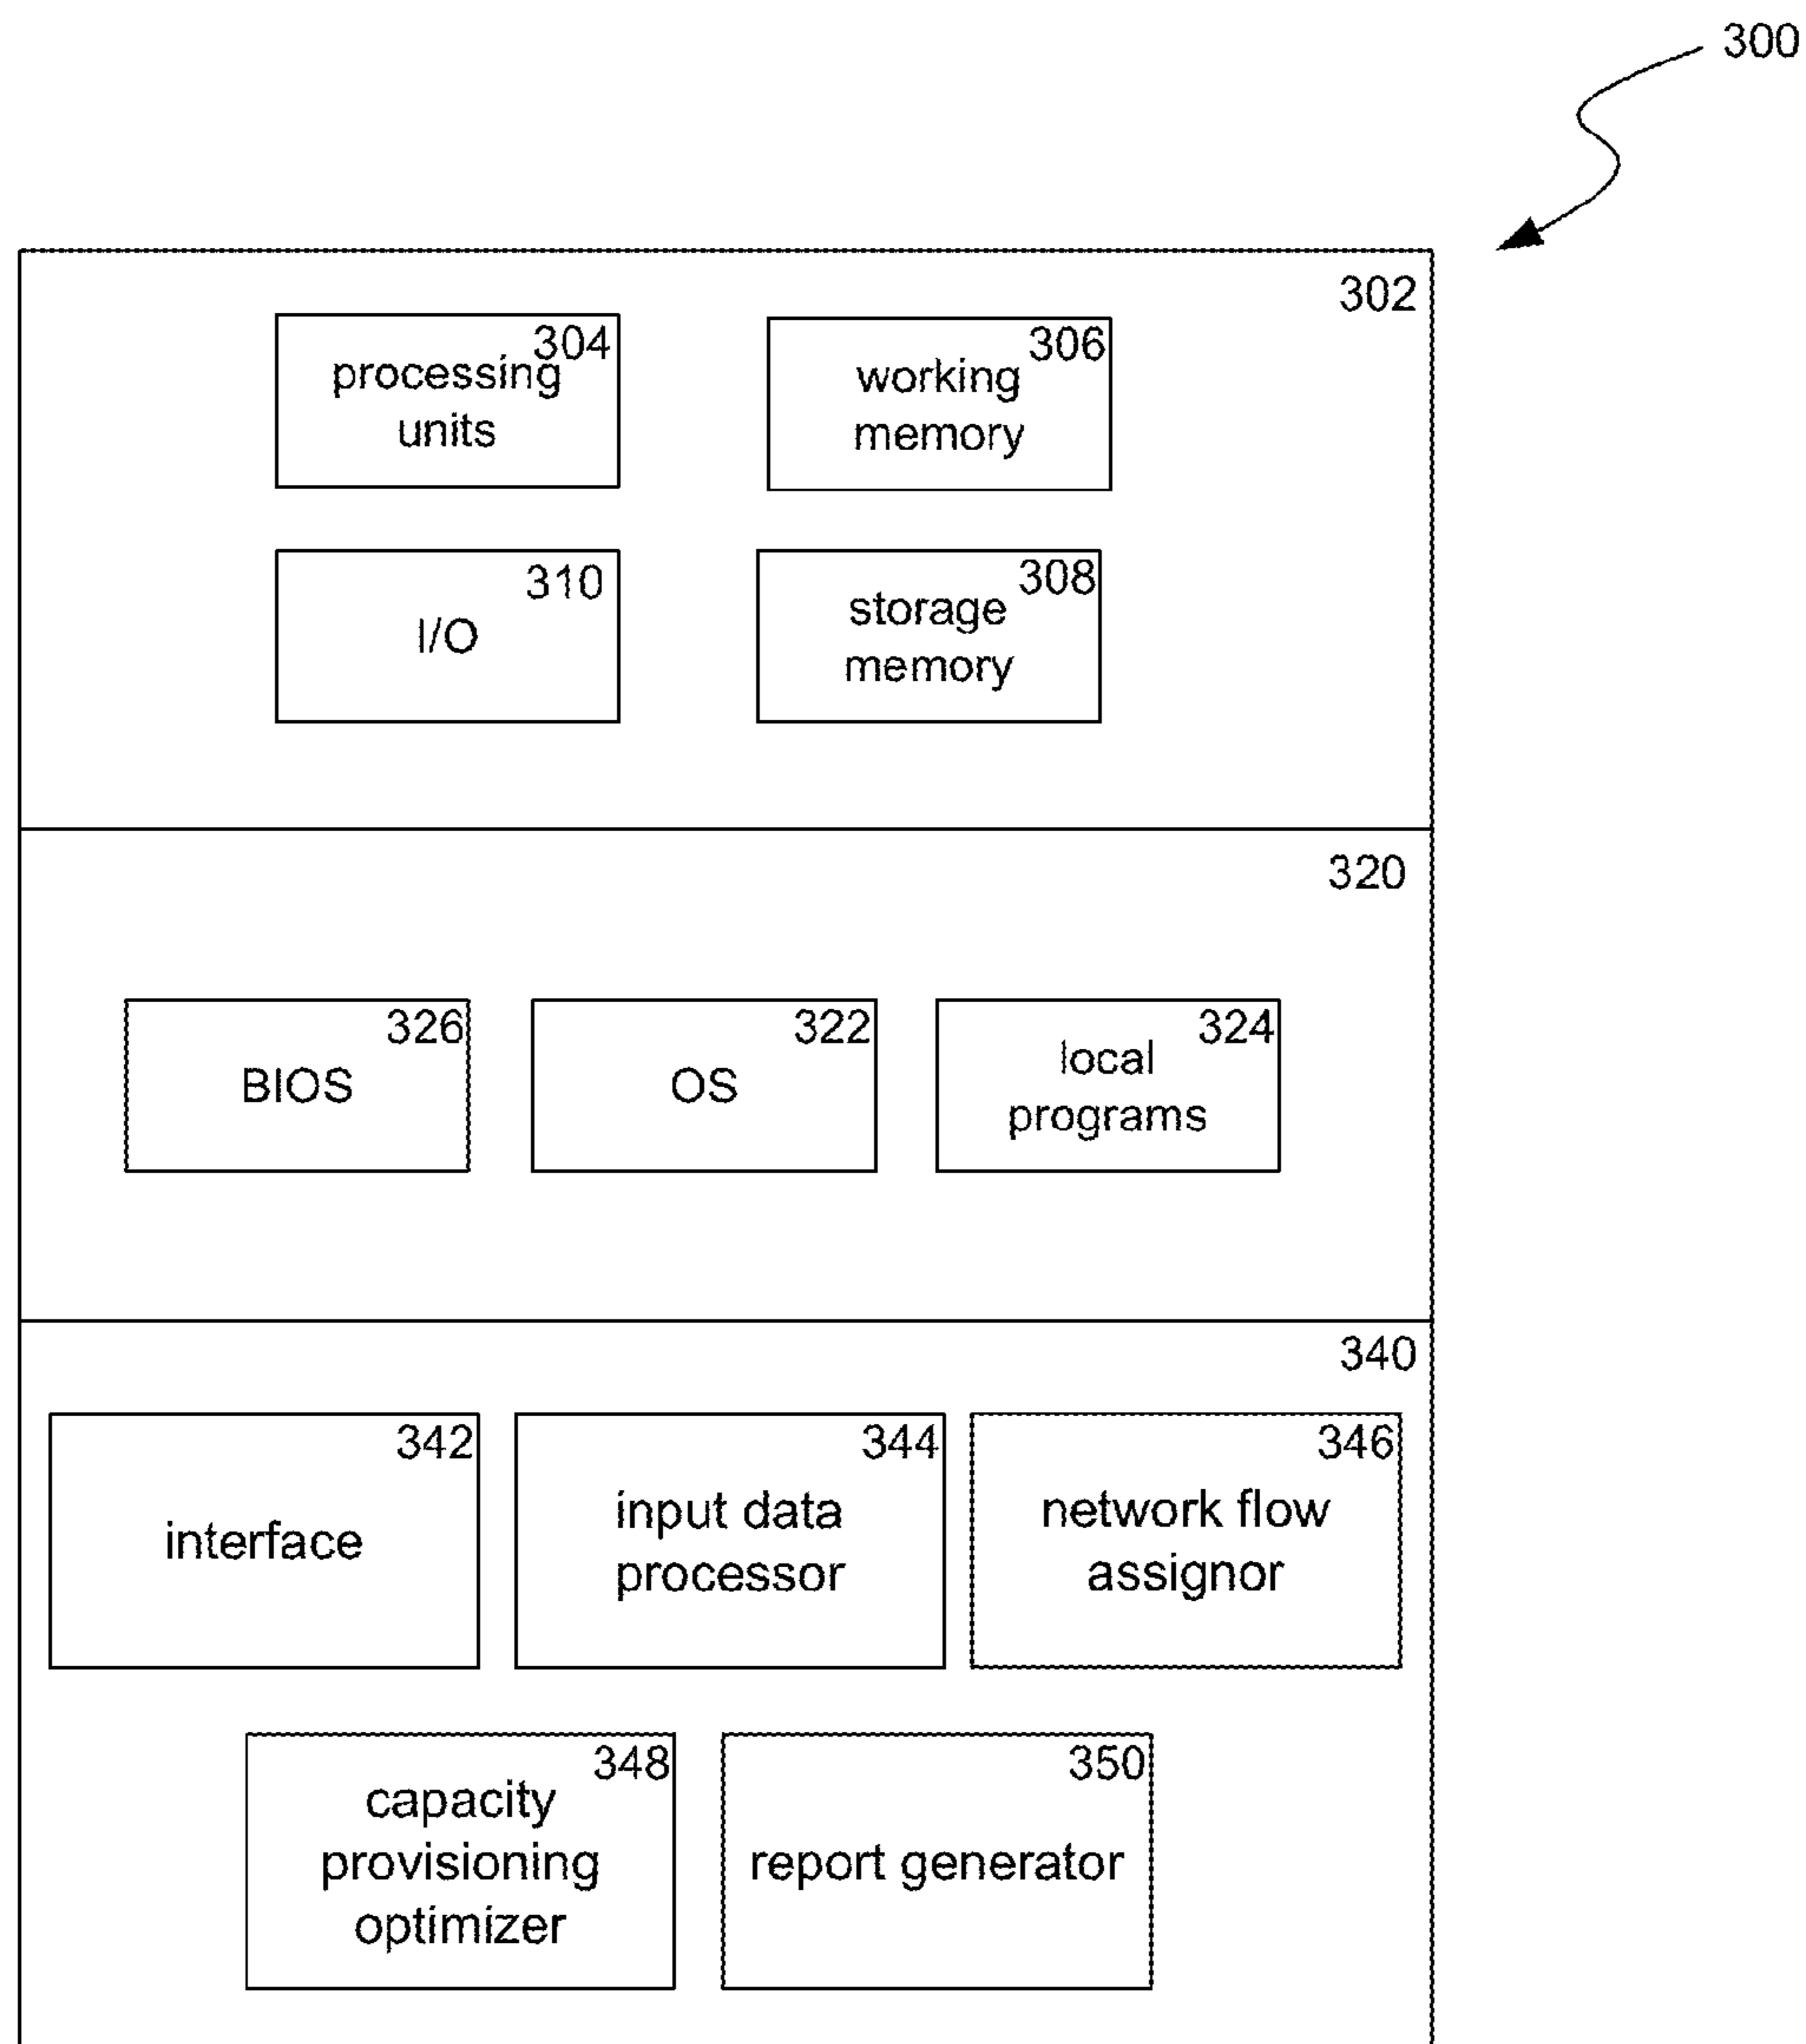 300
302
304
processing
units
306
working
memory
310
I/O
308
storage
memory
320
326
BIOS
322
OS
324
local
programs
340
342
interface
344
input data
processor
346
network flow
assignor
348
capacity
provisioning
optimizer
350
report generator